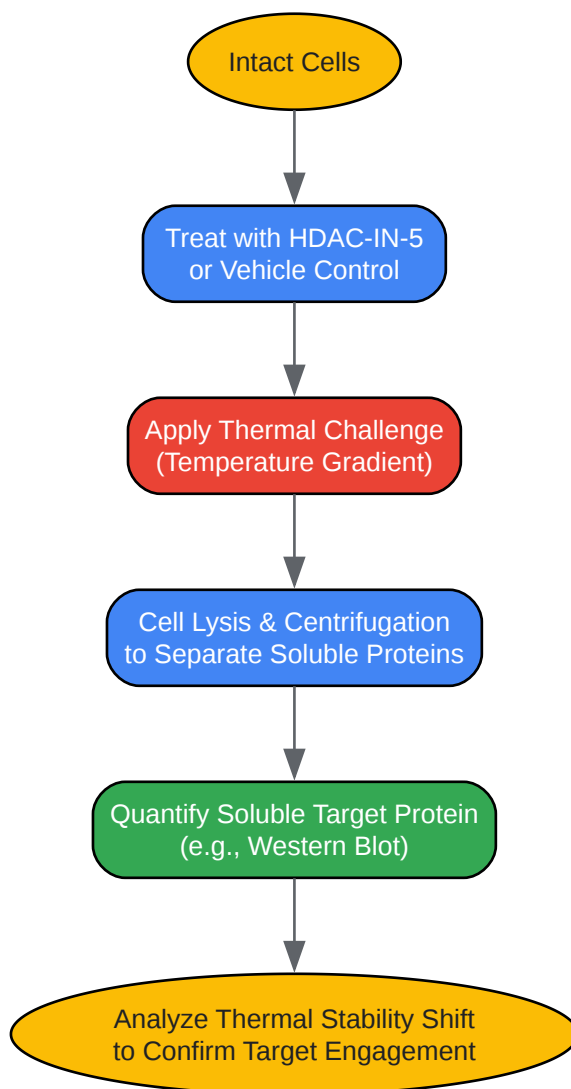 Intact Cells
Treat with HDAC-IN-5
or Vehicle Control
Apply Thermal Challenge
(Temperature Gradient)
Cell Lysis & Centrifugation
to Separate Soluble Proteins
Quantify Soluble Target Protein
(e.g., Western Blot)
Analyze Thermal Stability Shift
to Confirm Target Engagement